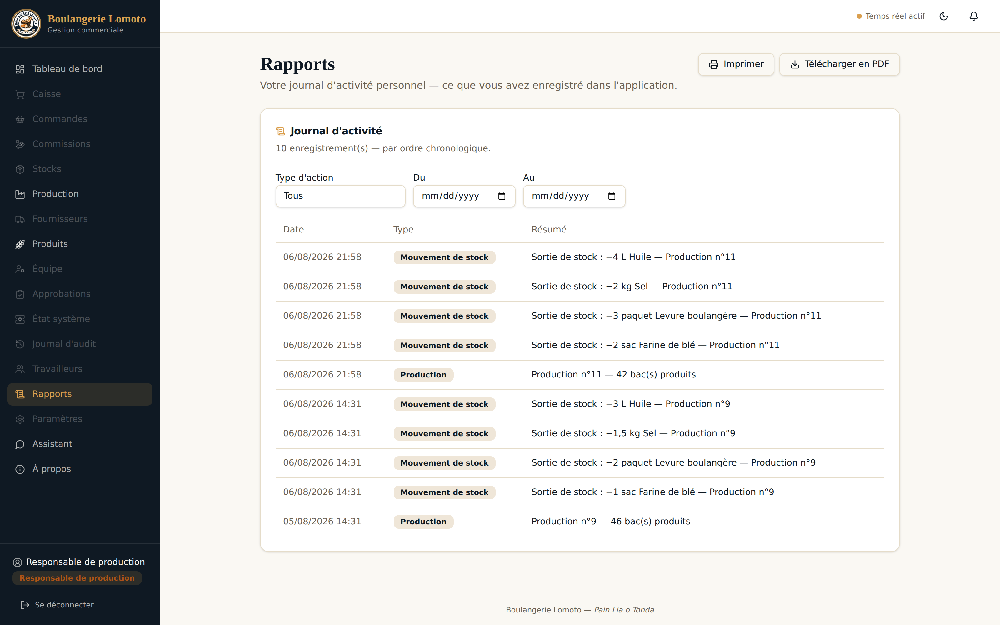 BOULANGERIE LOMOTO
Pain Lia o Tonda
Boulangerie Lomoto
Gestion commerciale
Tableau de bord
Caisse
Commandes
Commissions
Stocks
Production
Fournisseurs
Produits
Équipe
Approbations
État système
Journal d'audit
Travailleurs
Rapports
Paramètres
Assistant
À propos
Responsable de production
Responsable de production
Se déconnecter
Temps réel actif
Rapports
Imprimer
Télécharger en PDF
Votre journal d'activité personnel — ce que vous avez enregistré dans l'application.
Journal d'activité
10 enregistrement(s) — par ordre chronologique.
Type d'action Du Au
Tous mm/dd/yyyy mm/dd/yyyy
Date Type Résumé
06/08/2026 21:58 Mouvement de stock Sortie de stock : −4 L Huile — Production n°11
06/08/2026 21:58 Mouvement de stock Sortie de stock : −2 kg Sel — Production n°11
06/08/2026 21:58 Mouvement de stock Sortie de stock : −3 paquet Levure boulangère — Production n°11
06/08/2026 21:58 Mouvement de stock Sortie de stock : −2 sac Farine de blé — Production n°11
06/08/2026 21:58 Production Production n°11 — 42 bac(s) produits
06/08/2026 14:31 Mouvement de stock Sortie de stock : −3 L Huile — Production n°9
06/08/2026 14:31 Mouvement de stock Sortie de stock : −1,5 kg Sel — Production n°9
06/08/2026 14:31 Mouvement de stock Sortie de stock : −2 paquet Levure boulangère — Production n°9
06/08/2026 14:31 Mouvement de stock Sortie de stock : −1 sac Farine de blé — Production n°9
05/08/2026 14:31 Production Production n°9 — 46 bac(s) produits
Boulangerie Lomoto — Pain Lia o Tonda